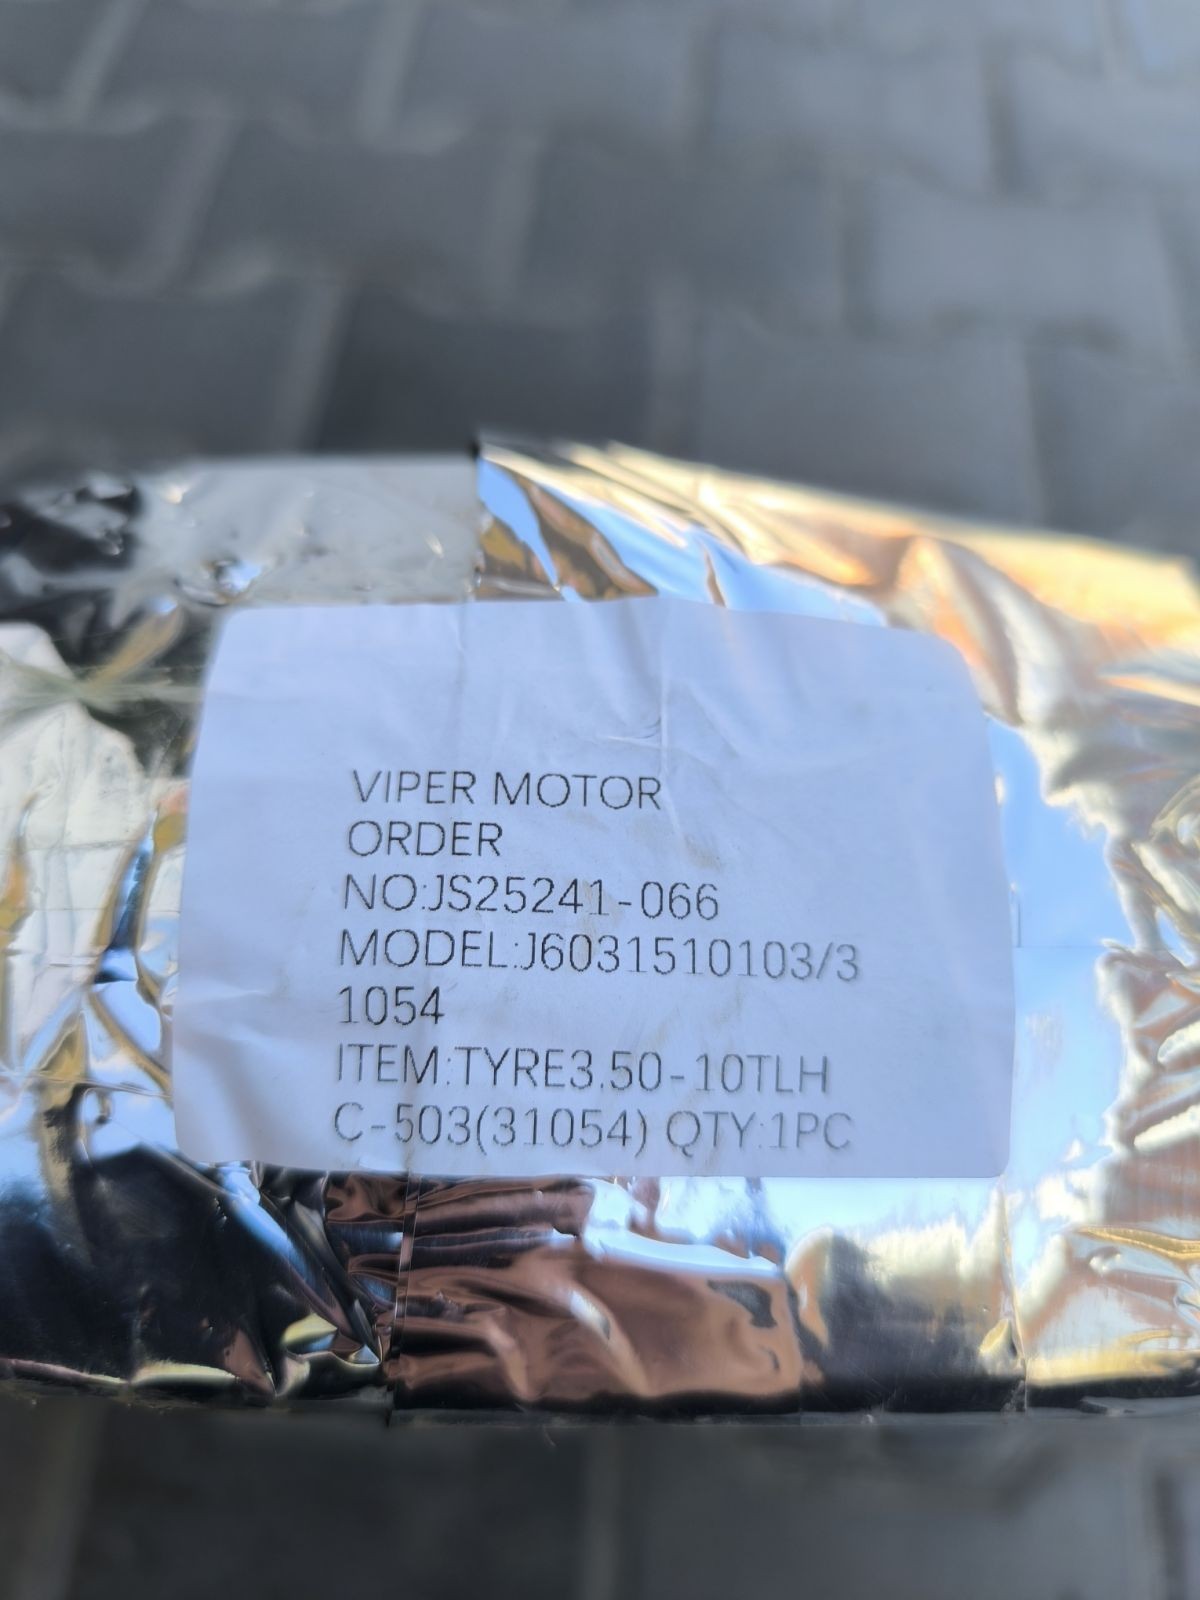 VIPER MOTOR
ORDER
NO:JS25241-066
MODEL:J6031510103/3
1054
ITEM:TYRE3.50-10TLH
C-503(31054) QTY:1PC